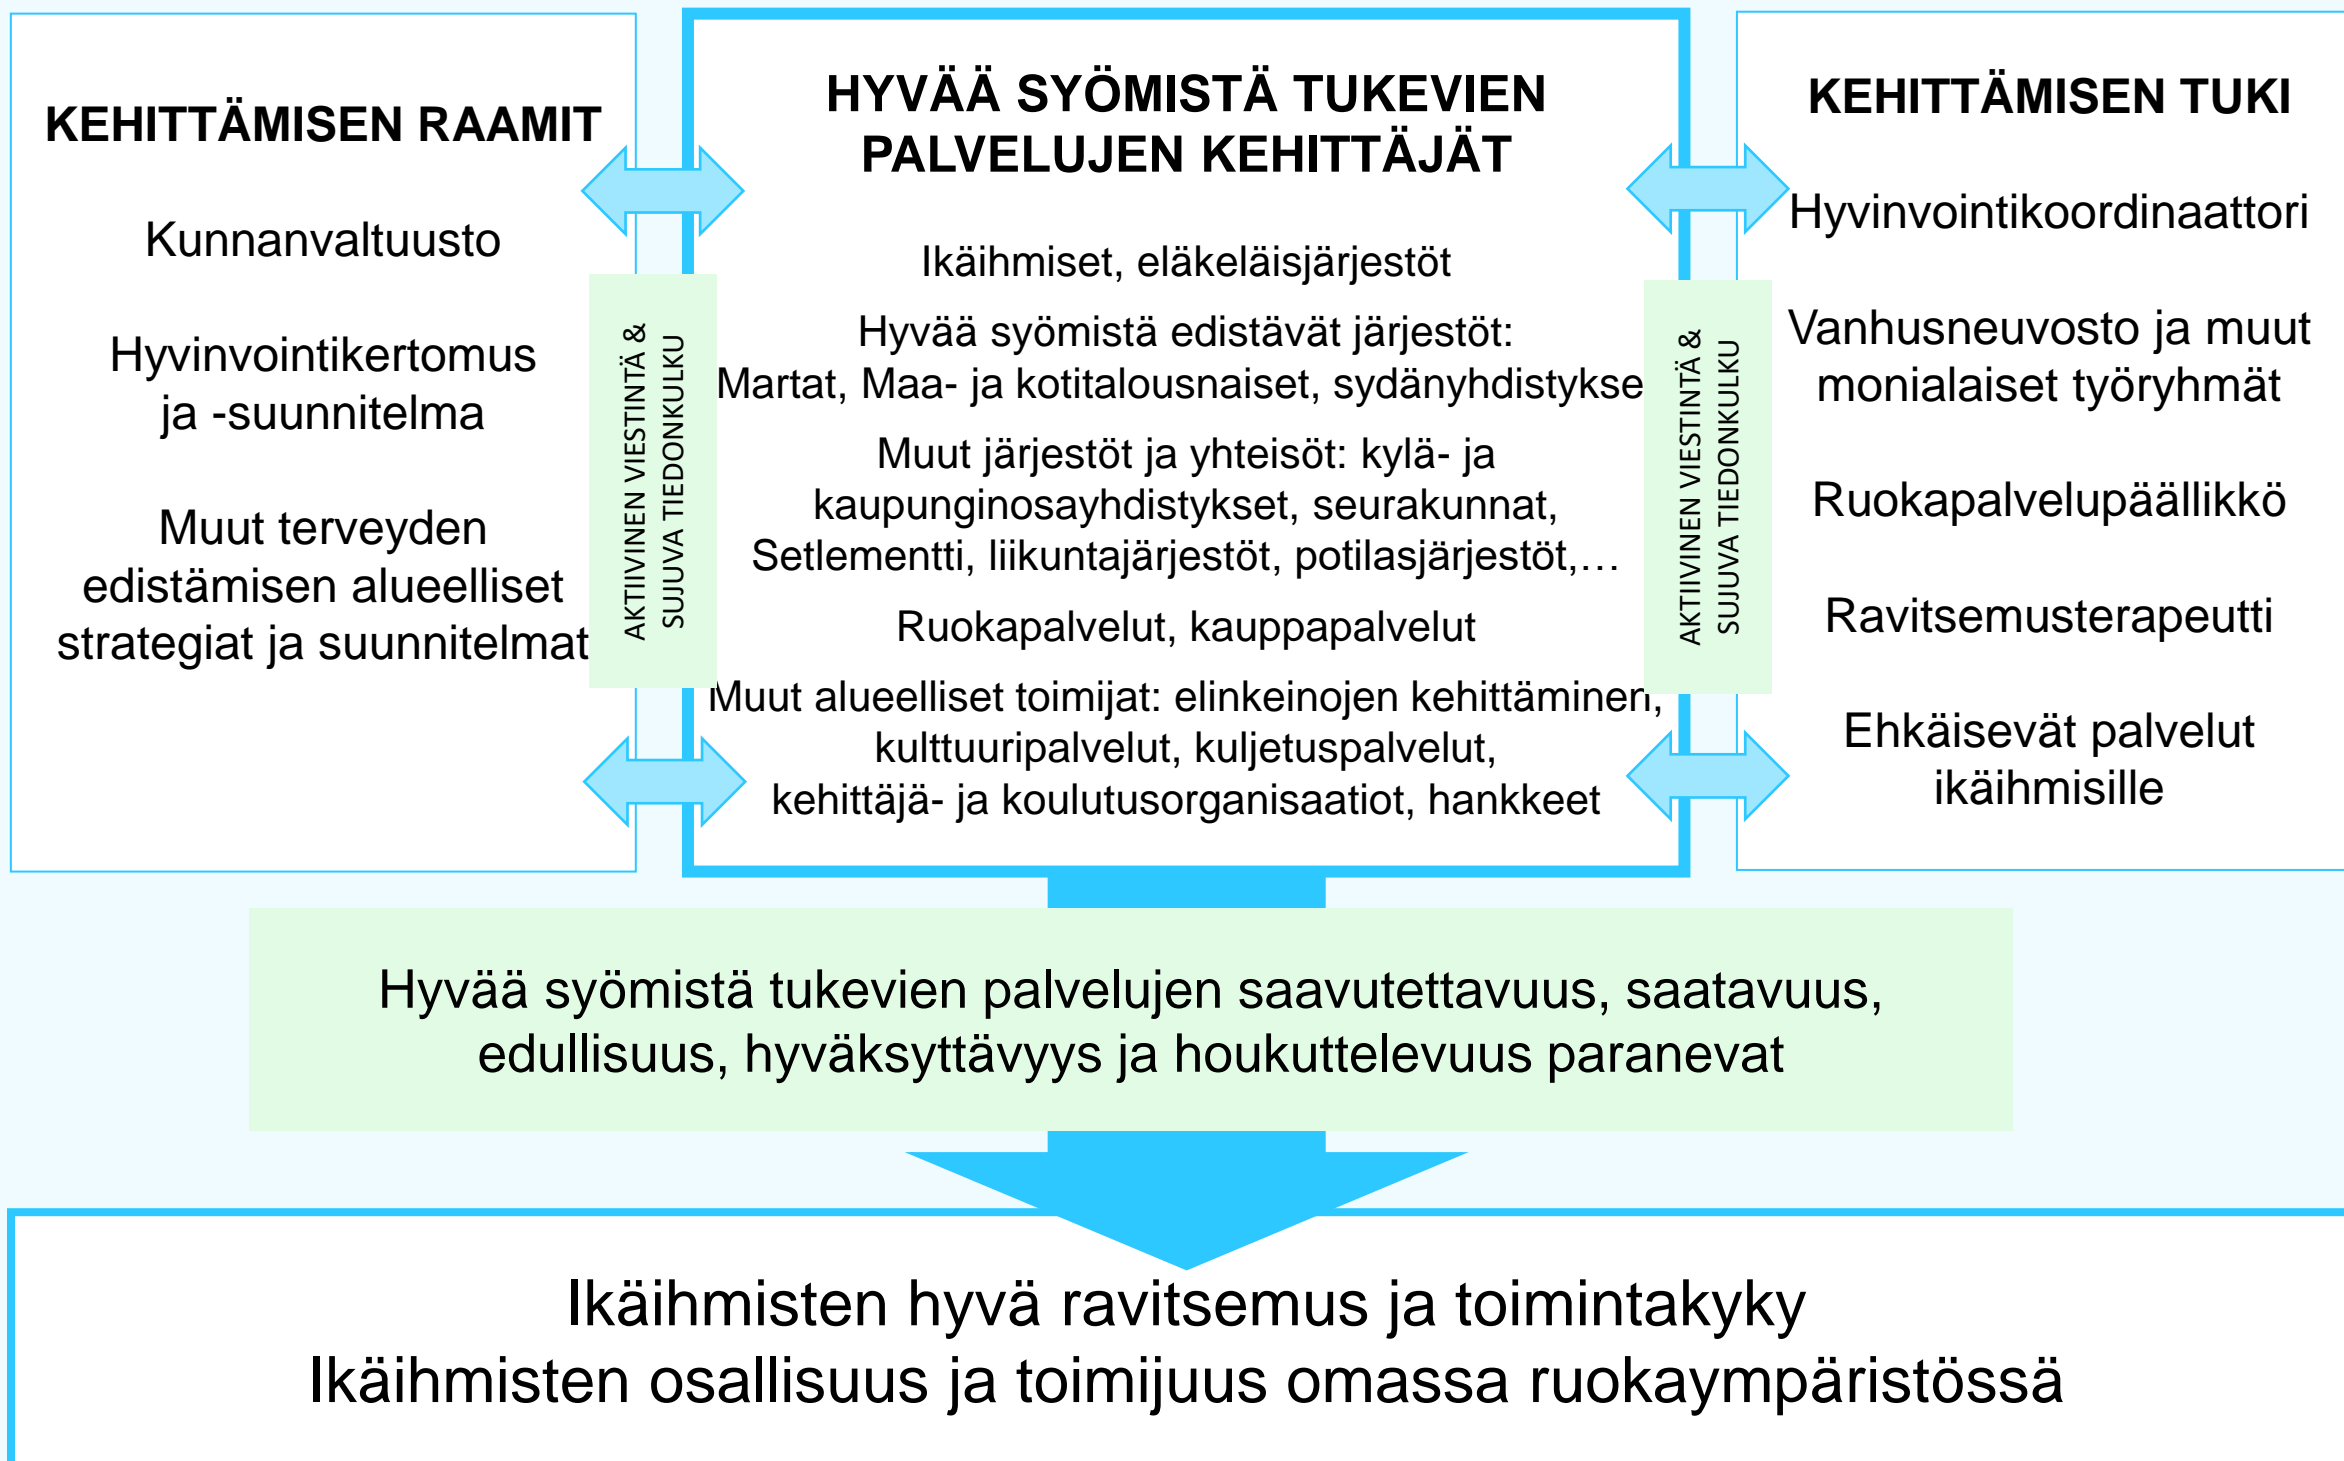 KEHITTÄMISEN RAAMIT
Kunnanvaltuusto
Hyvinvointikertomus
ja -suunnitelma
Muut terveyden
edistämisen alueelliset
strategiat ja suunnitelmat
AKTIIVINEN VIESTINTÄ &
SUJUVA TIEDONKULKU
HYVÄÄ SYÖMISTÄ TUKEVIEN
PALVELUJEN KEHITTÄJÄT
Ikäihmiset, eläkeläisjärjestöt
Hyvää syömistä edistävät järjestöt:
Martat, Maa- ja kotitalousnaiset, sydänyhdistykse
Muut järjestöt ja yhteisöt: kylä- ja
kaupunginosayhdistykset, seurakunnat,
Setlementti, liikuntajärjestöt, potilasjärjestöt,…
Ruokapalvelut, kauppapalvelut
Muut alueelliset toimijat: elinkeinojen kehittäminen,
kulttuuripalvelut, kuljetuspalvelut,
kehittäjä- ja koulutusorganisaatiot, hankkeet
AKTIIVINEN VIESTINTÄ &
SUJUVA TIEDONKULKU
KEHITTÄMISEN TUKI
Hyvinvointikoordinaattori
Vanhusneuvosto ja muut
monialaiset työryhmät
Ruokapalvelupäällikkö
Ravitsemusterapeutti
Ehkäisevät palvelut
ikäihmisille
Hyvää syömistä tukevien palvelujen saavutettavuus, saatavuus,
edullisuus, hyväksyttävyys ja houkuttelevuus paranevat
Ikäihmisten hyvä ravitsemus ja toimintakyky
Ikäihmisten osallisuus ja toimijuus omassa ruokaympäristössä